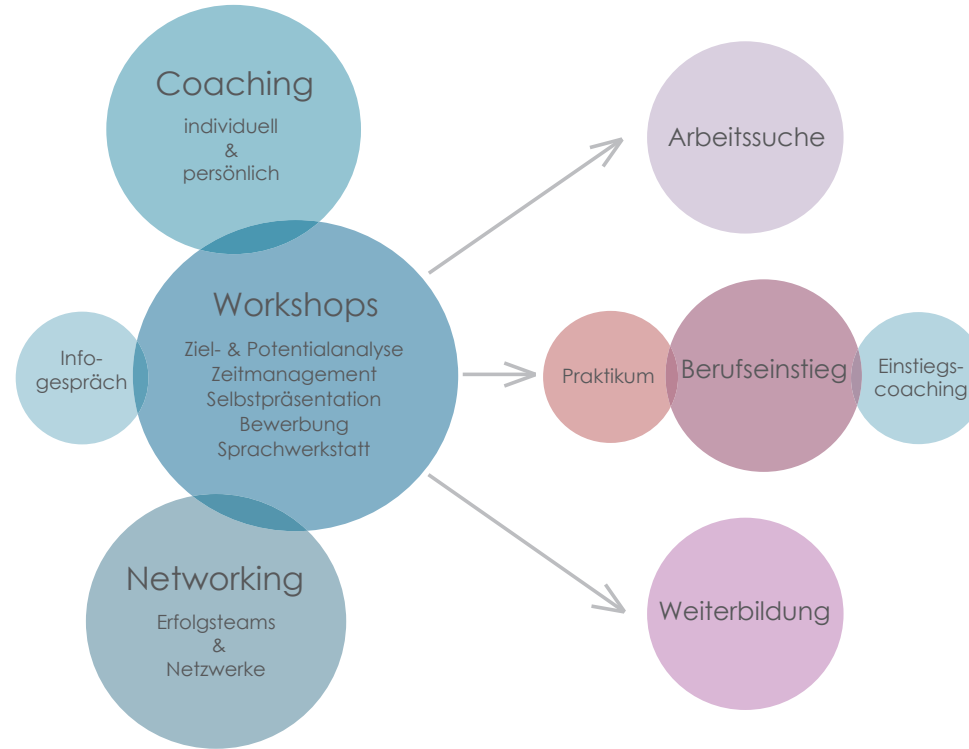 Coaching
individuell
&
persönlich
Workshops
Ziel- & Potentialanalyse
Zeitmanagement
Selbstpräsentation
Bewerbung
Sprachwerkstatt
Info-
gespräch
Networking
Erfolgsteams
&
Netzwerke
Arbeitssuche
Praktikum
Berufseinstieg
Einstiegs-
coaching
Weiterbildung